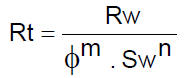 Rt = Rw / ϕ^m . Sw^n